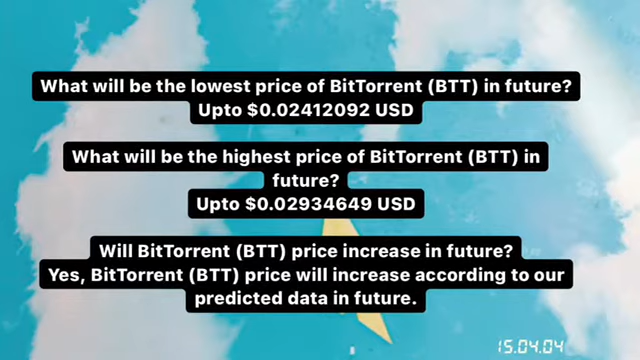 What will be the lowest price of BitTorrent (BTT) in future?
Upto $0.02412092 USD
What will be the highest price of BitTorrent (BTT) in
future?
Upto $0.02934649 USD
Will BitTorrent (BTT) price increase in future?
Yes, BitTorrent (BTT) price will increase according to our
predicted data in future.
15.04.04